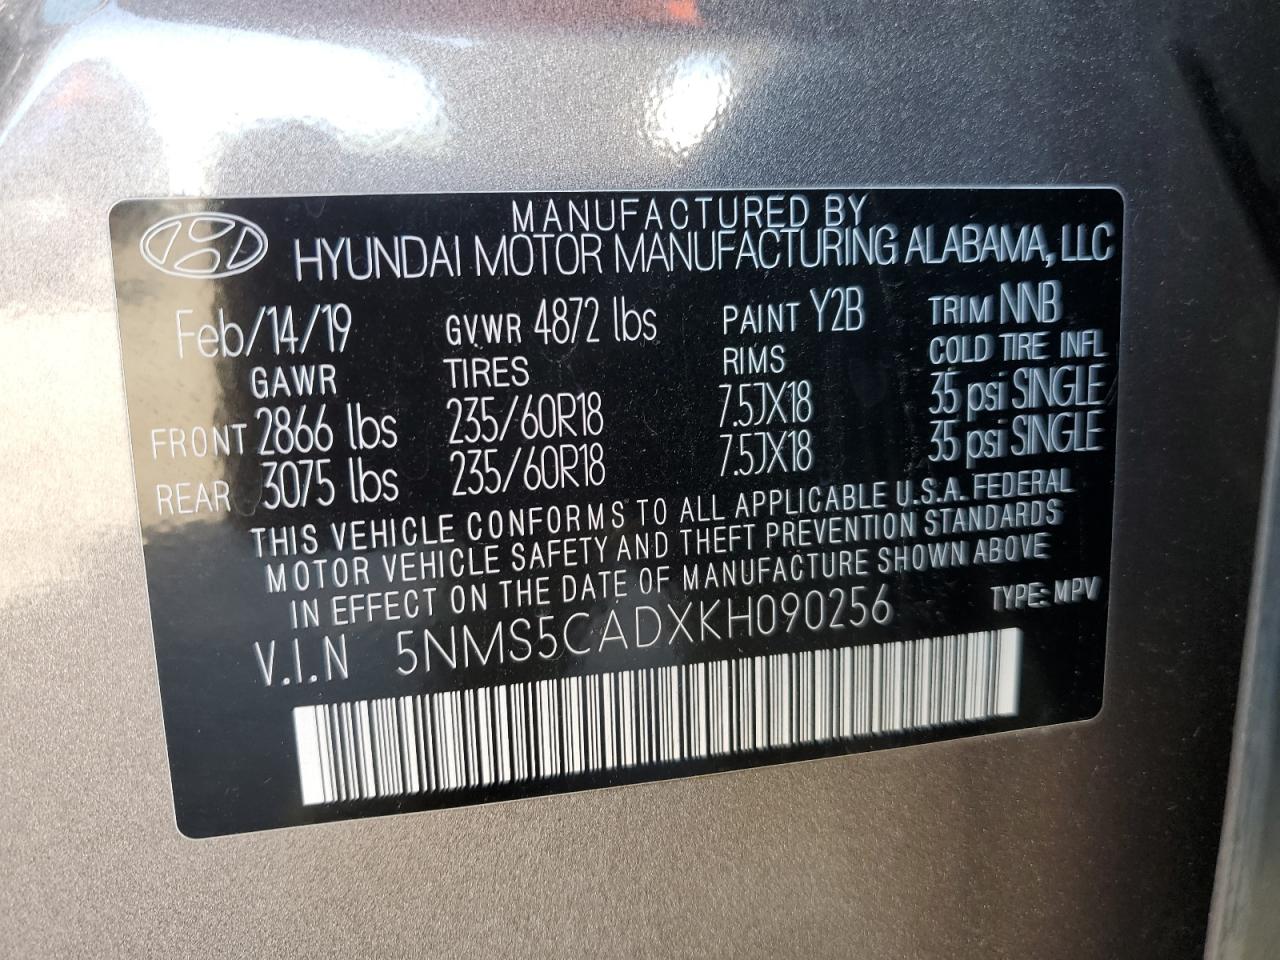 MANUFACTURED BY
HYUNDAI MOTOR MANUFACTURING ALABAMA, LLC
Feb/14/19 GVWR 4872 lbs PAINT Y2B TRIM NNB
GAWR TIRES RIMS COLD TIRE INFL
FRONT 2866 lbs 235/60R18 7.5JX18 35 psi SINGLE
REAR 3075 lbs 235/60R18 7.5JX18 35 psi SINGLE
THIS VEHICLE CONFORMS TO ALL APPLICABLE U.S.A. FEDERAL
MOTOR VEHICLE SAFETY AND THEFT PREVENTION STANDARDS
IN EFFECT ON THE DATE OF MANUFACTURE SHOWN ABOVE
V.I.N 5NMS5CADXKH090256 TYPE: MPV